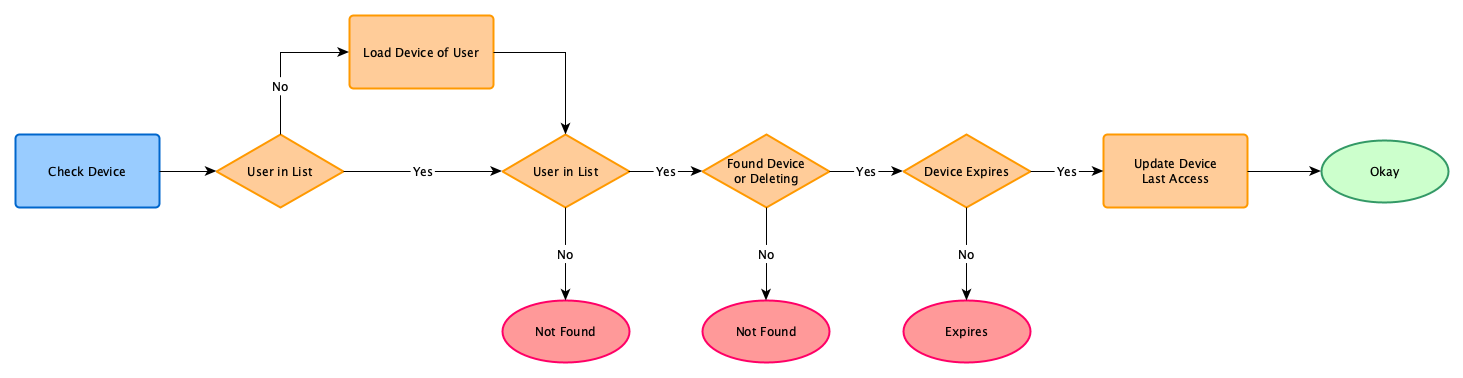 Load Device of User
No
Check Device
User in List
Yes
User in List
Yes
Found Device
or Deleting
Yes
Device Expires
Yes
Update Device
Last Access
Okay
No
No
No
Not Found
Not Found
Expires